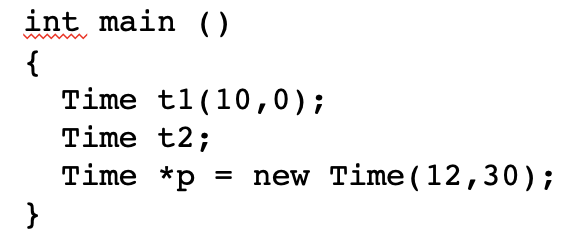 int main ()
{
Time t1(10,0);
Time t2;
Time *p = new Time(12,30);
}